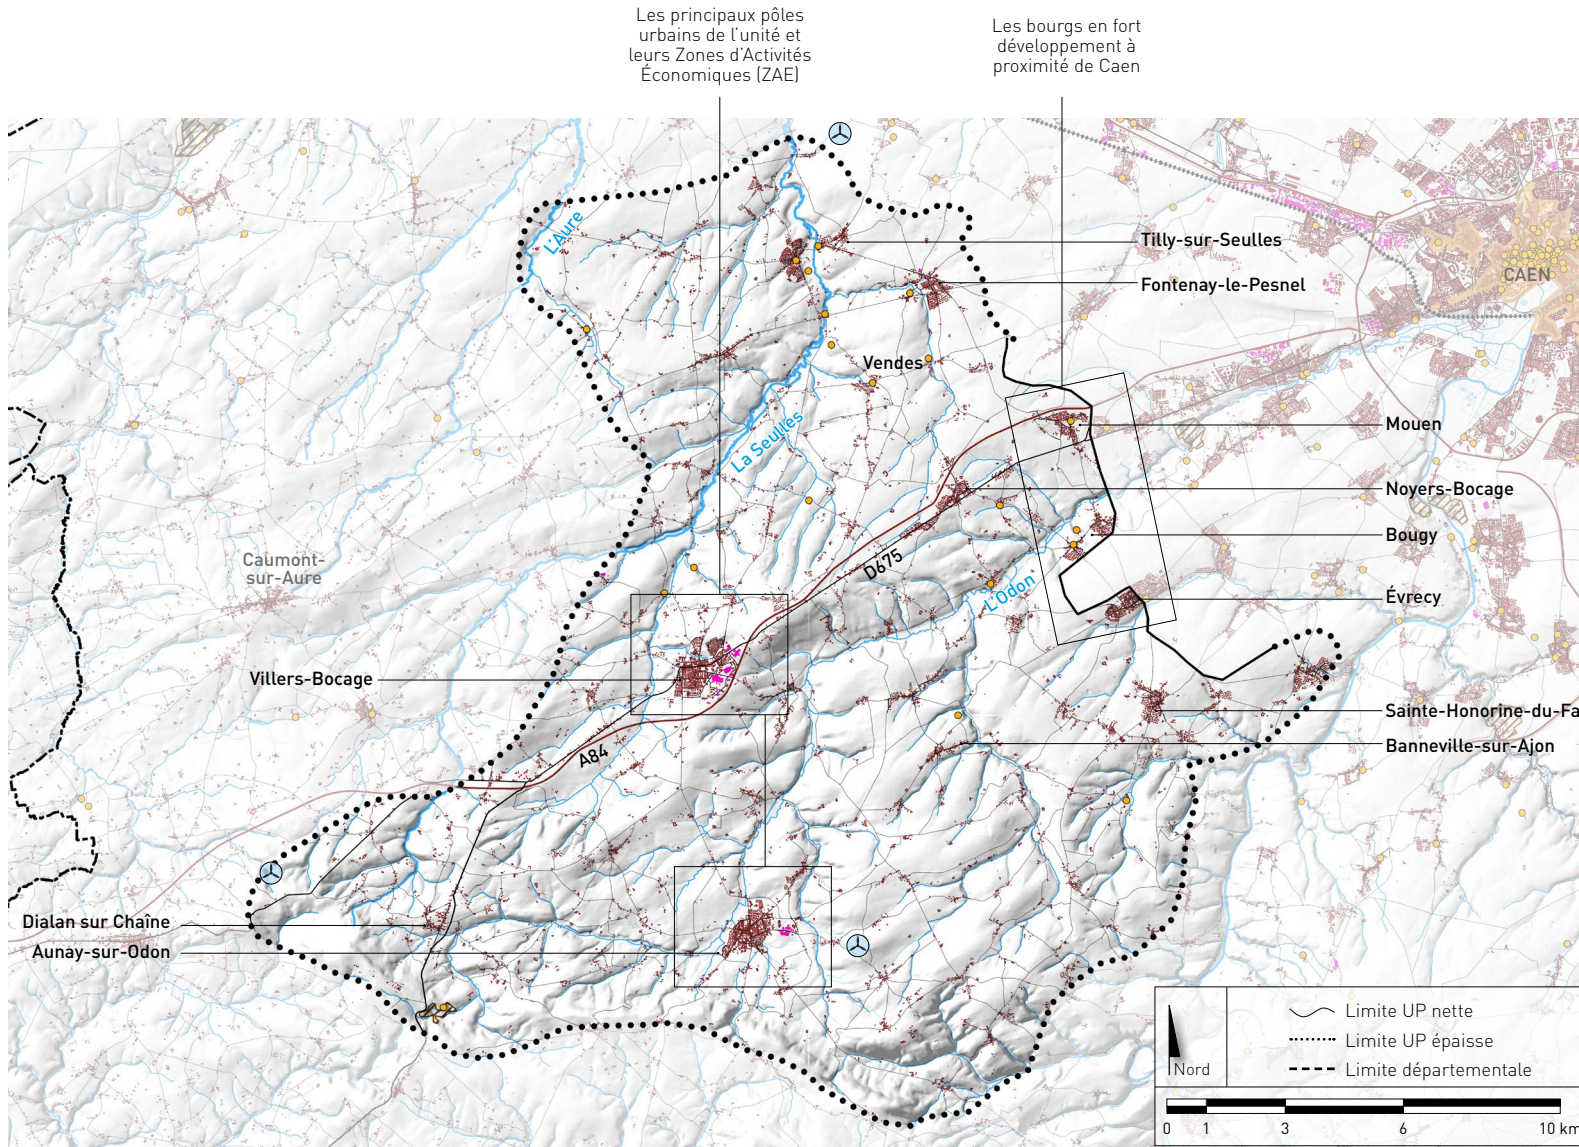 Les principaux pôles
urbains de l'unité et
leurs Zones d'Activités
Économiques (ZAE)
Les bourgs en fort
développement à
proximité de Caen
L'Aure
Tilly-sur-Seulles
CAEN
Fontenay-le-Pesnel
Vendes
La Seulles
Mouen
Noyers-Bocage
Bougy
D675
Caumont-
sur-Aure
L'Odon
Évrecy
Villers-Bocage
Sainte-Honorine-du-Fa
Banneville-sur-Ajon
A84
Dialan sur Chaîne
Aunay-sur-Odon
Nord
Limite UP nette
Limite UP épaisse
Limite départementale
0 1 3 6 10 km